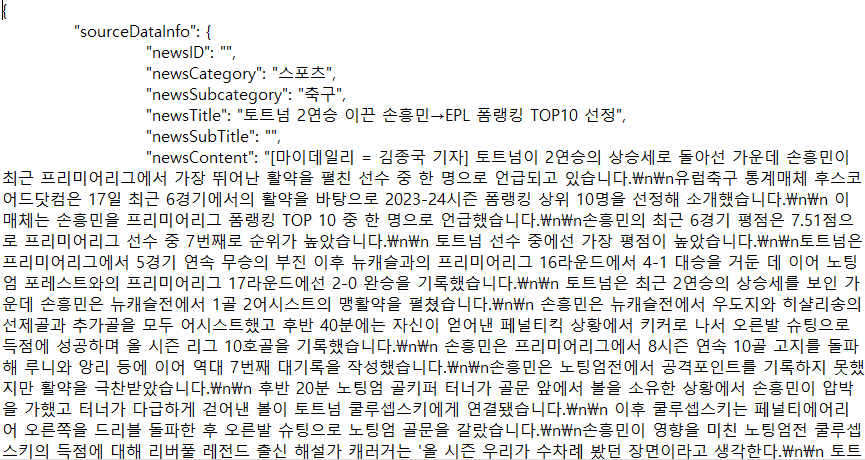 {
"sourceDataInfo": {
"newsID": "",
"newsCategory": "스포츠",
"newsSubcategory": "축구",
"newsTitle": "토트넘 2연승 이끈 손흥민→EPL 폼랭킹 TOP10 선정",
"newsSubTitle": "",
"newsContent": "[마이데일리 = 김종국 기자] 토트넘이 2연승의 상승세로 돌아선 가운데 손흥민이
최근 프리미어리그에서 가장 뛰어난 활약을 펼친 선수 중 한 명으로 언급되고 있습니다.₩n₩n유럽축구 통계매체 후스코
어드닷컴은 17일 최근 6경기에서의 활약을 바탕으로 2023-24시즌 폼랭킹 상위 10명을 선정해 소개했습니다.₩n₩n 이
매체는 손흥민을 프리미어리그 폼랭킹 TOP 10 중 한 명으로 언급했습니다.₩n₩n손흥민의 최근 6경기 평점은 7.51점으
로 프리미어리그 선수 중 7번째로 순위가 높았습니다.₩n₩n 토트넘 선수 중에선 가장 평점이 높았습니다.₩n₩n토트넘은
프리미어리그에서 5경기 연속 무승의 부진 이후 뉴캐슬과의 프리미어리그 16라운드에서 4-1 대승을 거둔 데 이어 노팅
엄 포레스트와의 프리미어리그 17라운드에선 2-0 완승을 기록했습니다.₩n₩n 토트넘은 최근 2연승의 상승세를 보인 가
운데 손흥민은 뉴캐슬전에서 1골 2어시스트의 맹활약을 펼쳤습니다.₩n₩n 손흥민은 뉴캐슬전에서 우도지와 히샬리송의
선제골과 추가골을 모두 어시스트했고 후반 40분에는 자신이 얻어낸 페널티킥 상황에서 키커로 나서 오른발 슈팅으로
득점에 성공하며 올 시즌 리그 10호골을 기록했습니다.₩n₩n 손흥민은 프리미어리그에서 8시즌 연속 10골 고지를 돌파
해 루니와 앙리 등에 이어 역대 7번째 대기록을 작성했습니다.₩n₩n손흥민은 노팅엄전에서 공격포인트를 기록하지 못했
지만 활약을 극찬받았습니다.₩n₩n 후반 20분 노팅엄 골키퍼 터너가 골문 앞에서 볼을 소유한 상황에서 손흥민이 압박
을 가했고 터너가 다급하게 걷어낸 볼이 토트넘 쿨루셉스키에게 연결됐습니다.₩n₩n 이후 쿨루셉스키는 페널티에어리
어 오른쪽을 드리블 돌파한 후 오른발 슈팅으로 노팅엄 골문을 갈랐습니다.₩n₩n손흥민이 영향을 미친 노팅엄전 쿨루셉
스키의 득점에 대해 리버풀 레전드 출신 해설가 캐러거는 '올 시즌 우리가 수차례 봤던 장면이라고 생각한다.₩n₩n 토트